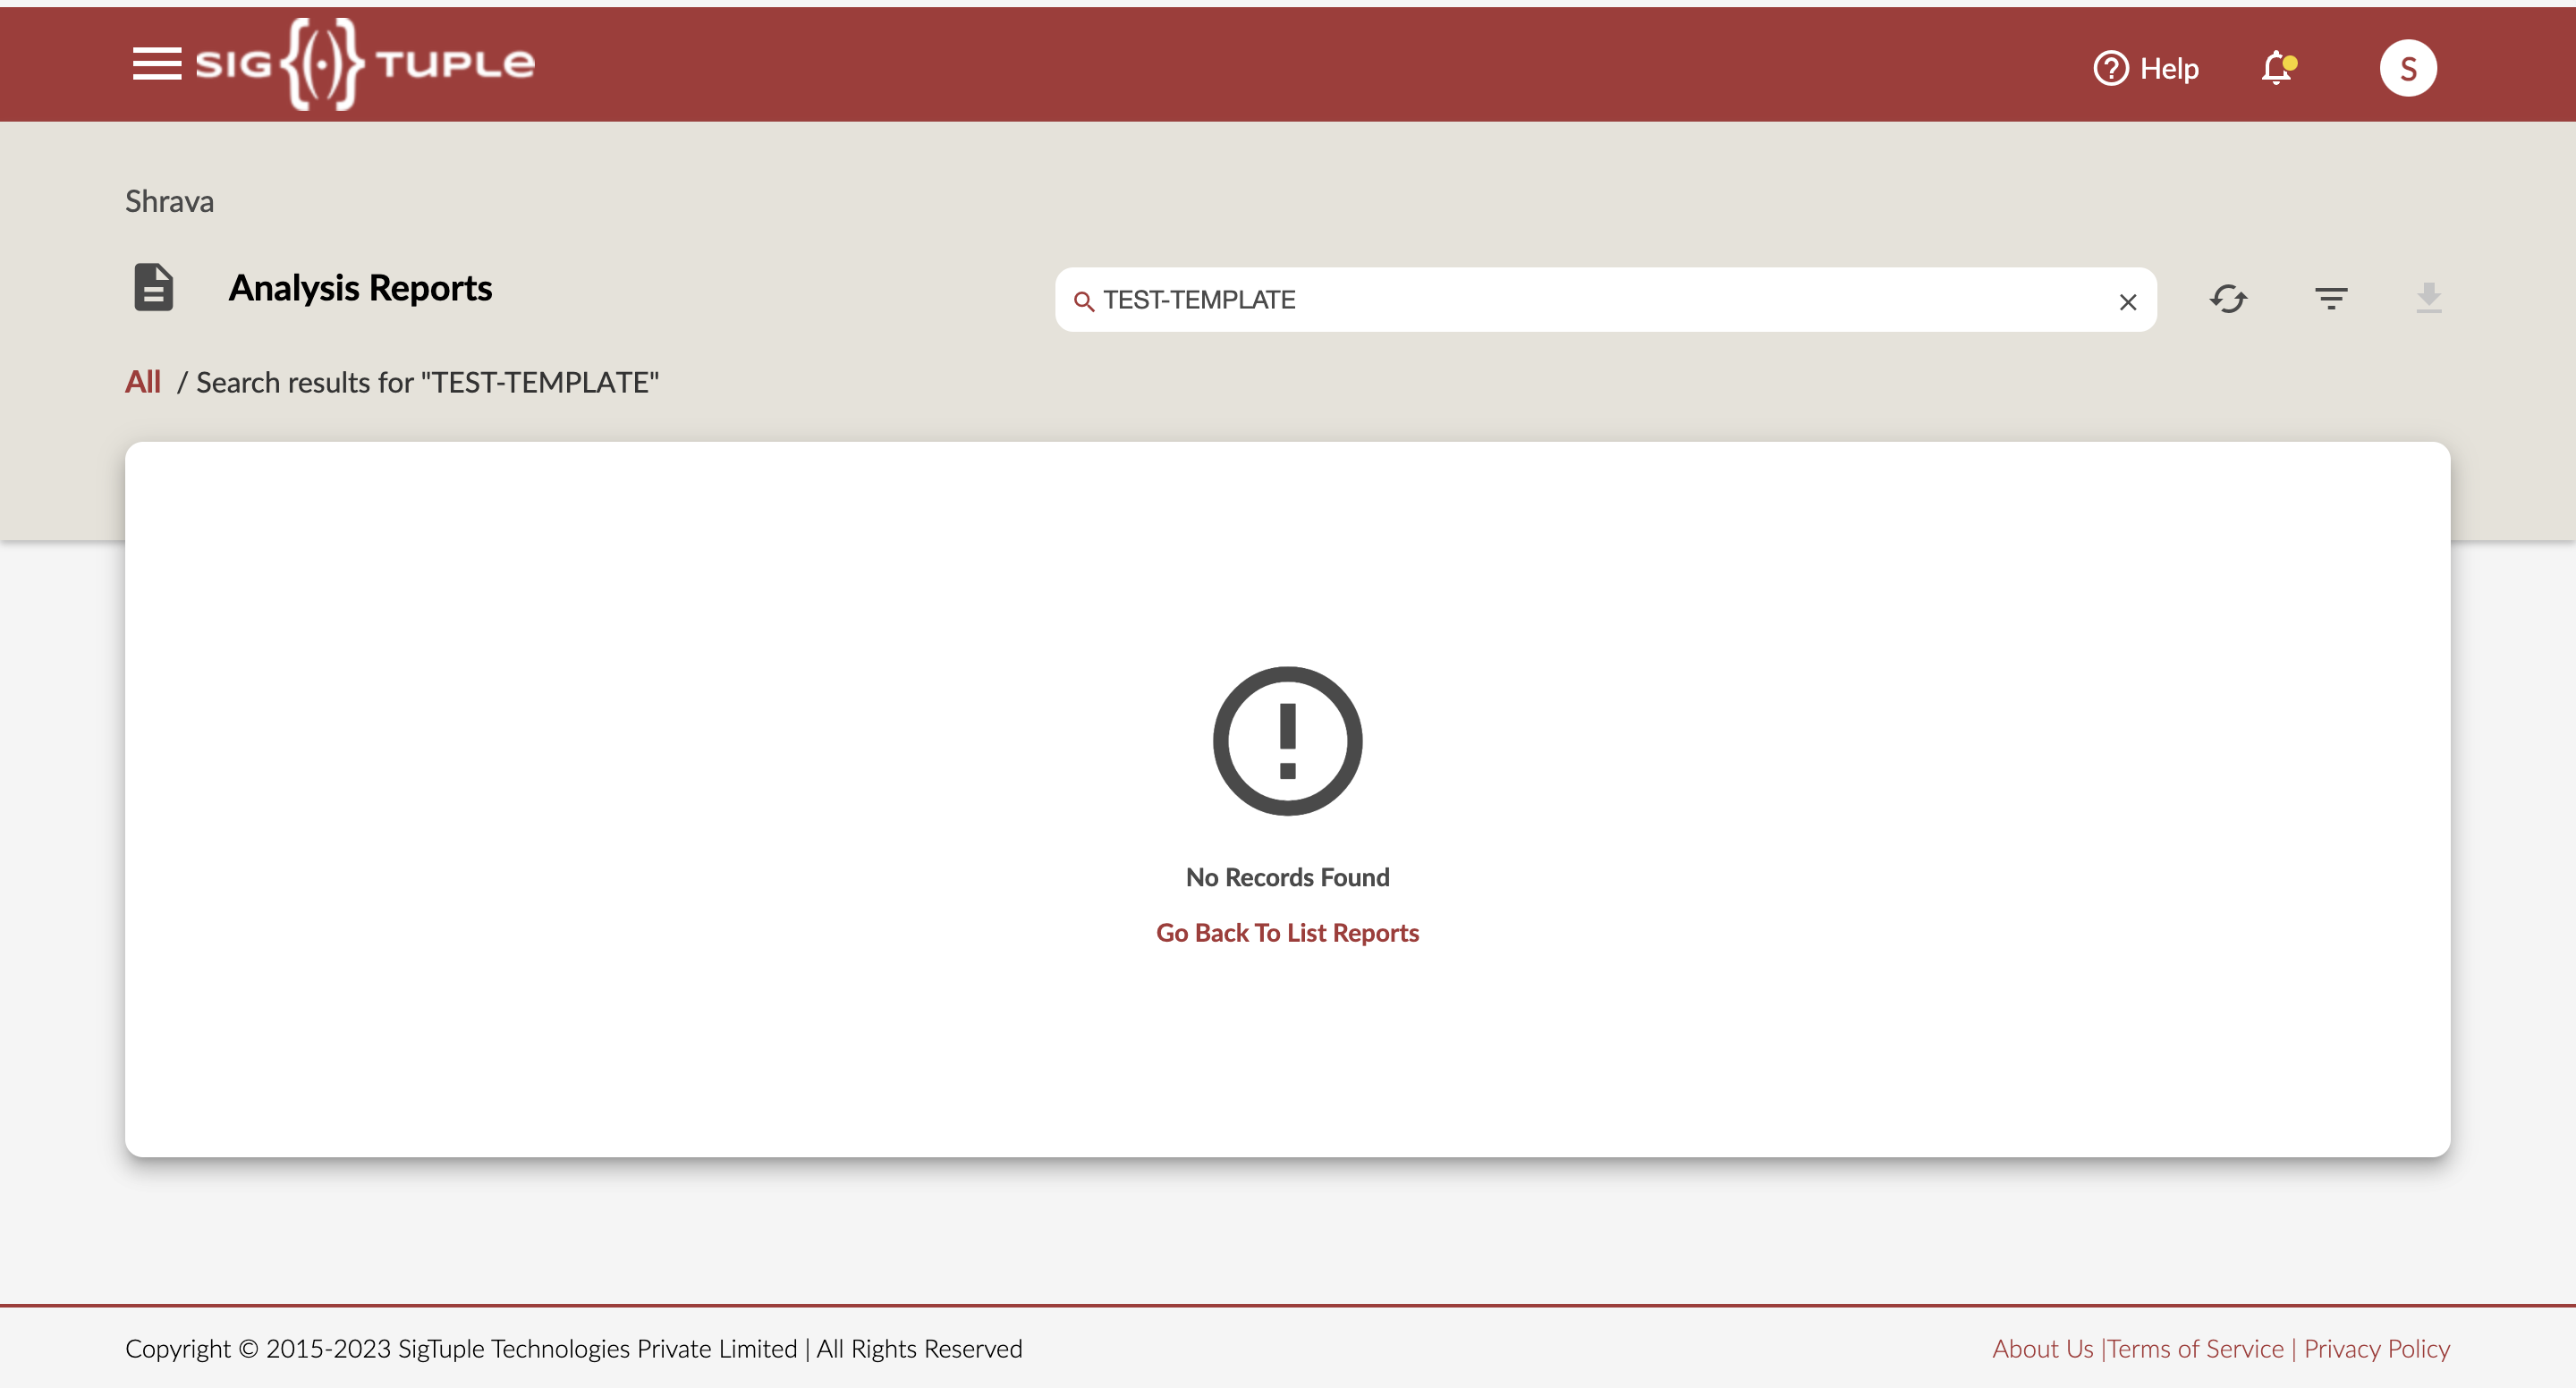 SIG{(·)}TUPLE
Help
S
Shrava
Analysis Reports
TEST-TEMPLATE
All / Search results for "TEST-TEMPLATE"
No Records Found
Go Back To List Reports
Copyright © 2015-2023 SigTuple Technologies Private Limited | All Rights Reserved
About Us |Terms of Service | Privacy Policy